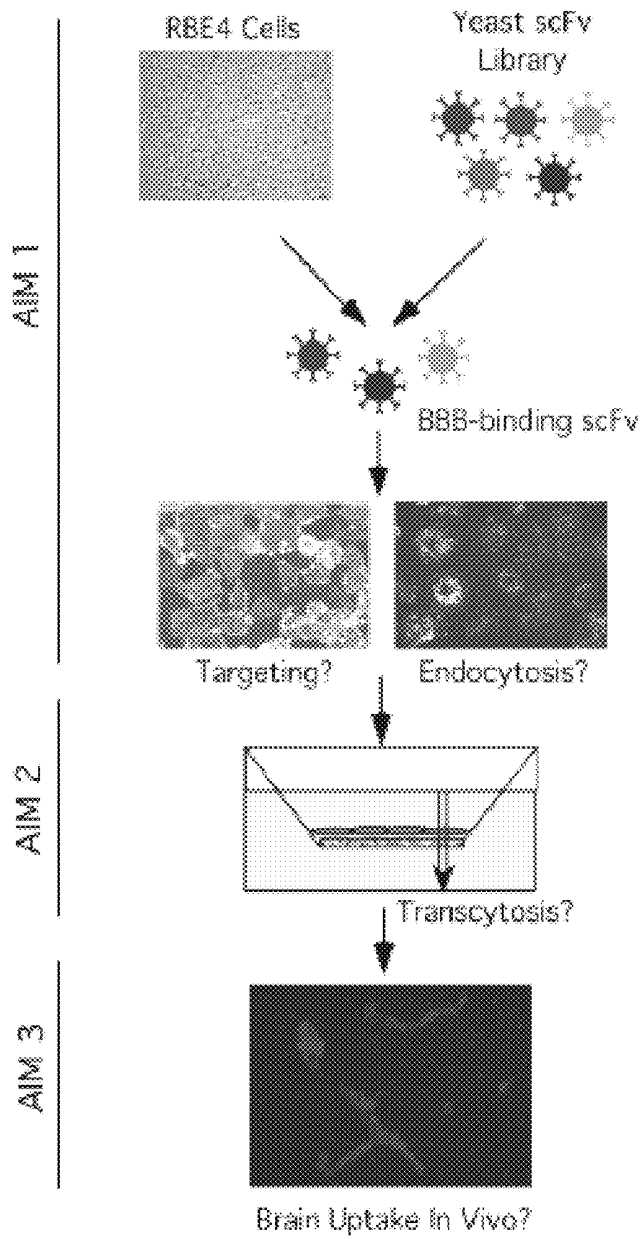 RBE4 Cells
Yeast scFv
Library
AIM 1
BBB-binding scFv
Targeting?
Endocytosis?
AIM 2
Transcytosis?
AIM 3
Brain Uptake In Vivo?